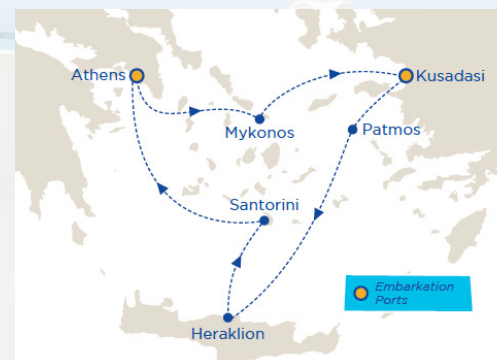 Athens
Kusadasi
Mykonos
Patmos
Santorini
Embarkation
Ports
Heraklion